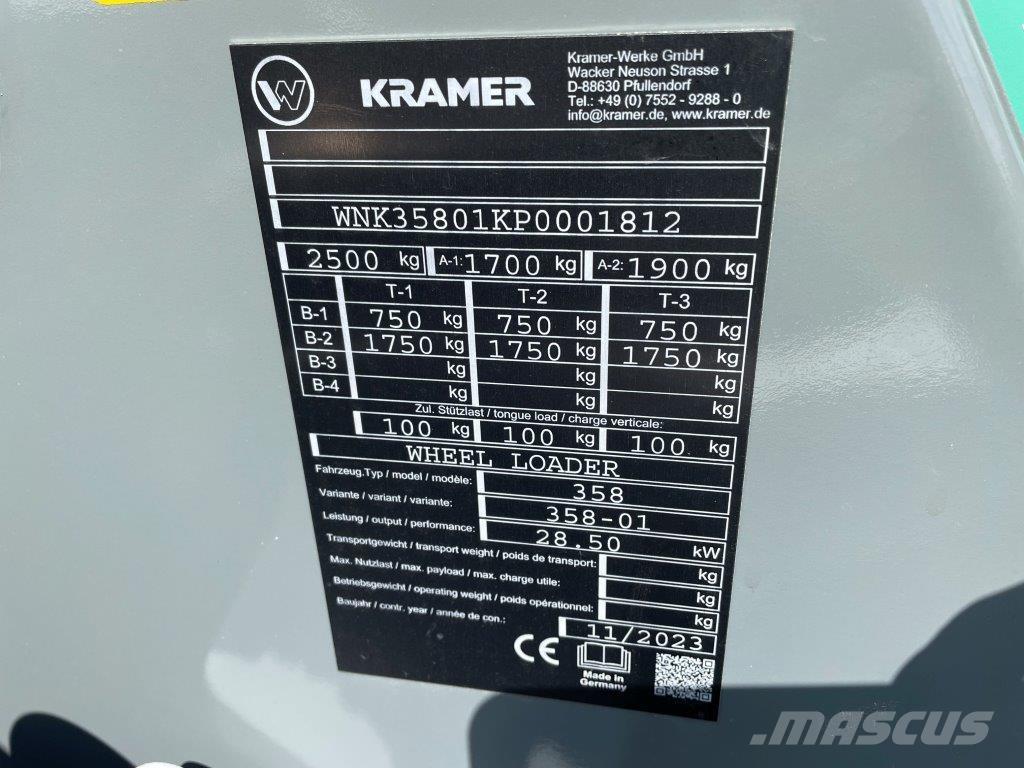 W KRAMER
Kramer-Werke GmbH
Wacker Neuson Strasse 1
D-88630 Pfullendorf
Tel.: +49 (0) 7552 - 9288 - 0
info@kramer.de, www.kramer.de
WNK35801KP0001812
2500 kg A-1: 1700 kg A-2: 1900 kg
T-1 T-2 T-3
B-1 750 kg 750 kg 750 kg
B-2 1750 kg 1750 kg 1750 kg
B-3 kg kg kg
B-4 kg kg kg
Zul. Stützlast / tongue load / charge verticale:
100 kg 100 kg 100 kg
WHEEL LOADER
Fahrzeug.Typ / model / modèle: 358
Variante / variant / variante: 358-01
Leistung / output / performance: 28.50 kW
Transportgewicht / transport weight / poids de transport: kg
Max. Nutzlast / max. payload / max. charge utile: kg
Betriebsgewicht / operating weight / poids opérationnel: kg
Baujahr / contr. year / année de con.: 11/2023
CE
Made in
Germany
MASCUS